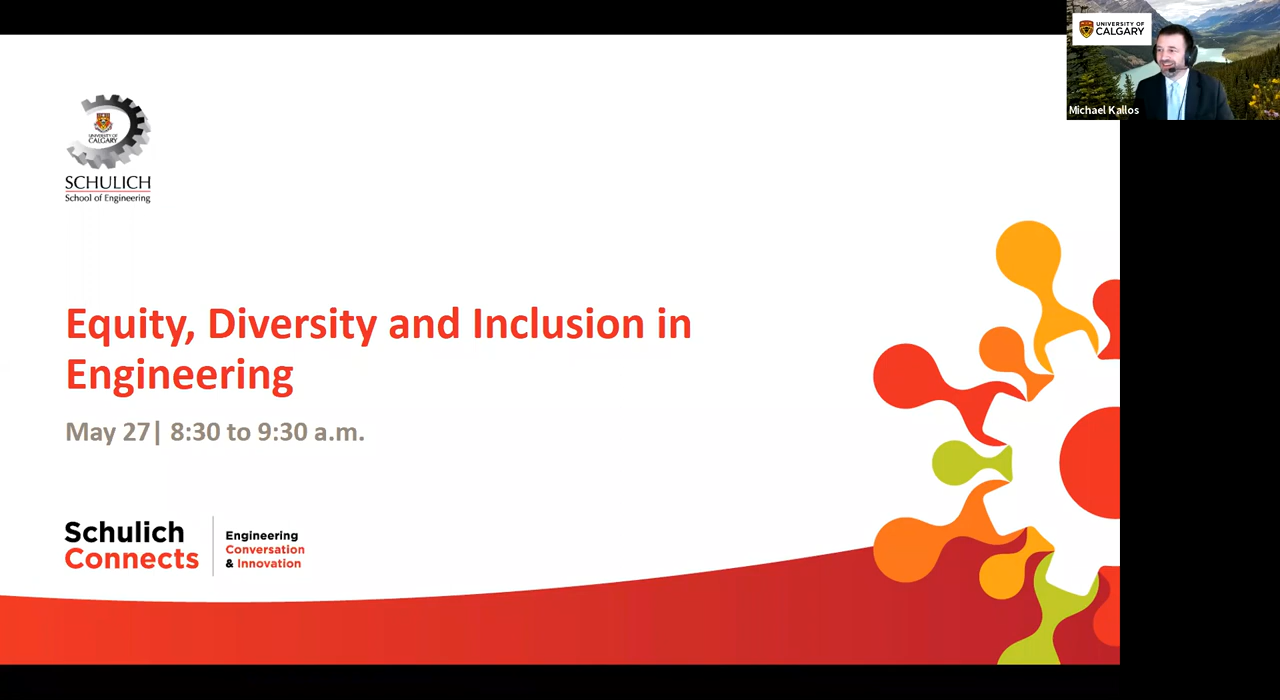 UNIVERSITY OF
CALGARY
Michael Kallos
UNIVERSITY OF
CALGARY
SCHULICH
School of Engineering
Equity, Diversity and Inclusion in
Engineering
May 27| 8:30 to 9:30 a.m.
Schulich
Connects
Engineering
Conversation
& Innovation